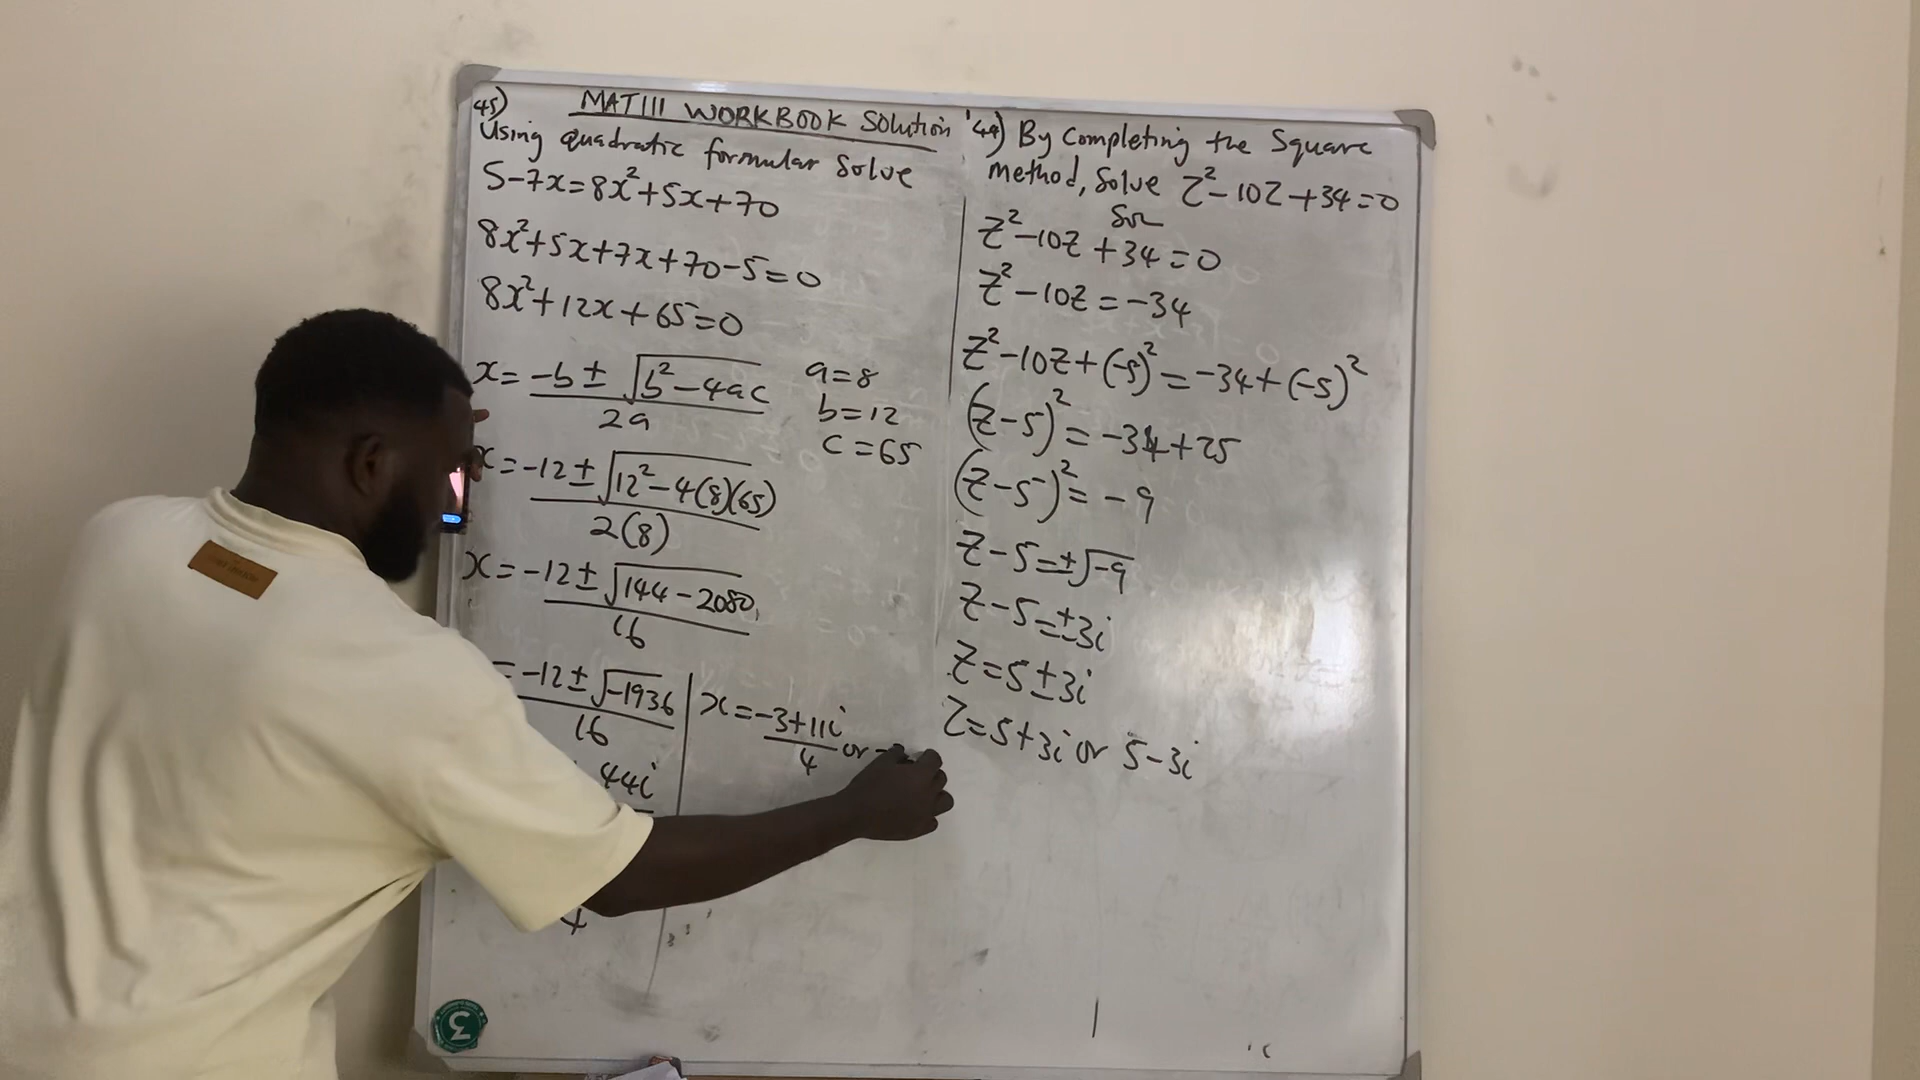 MAT111 WORKBOOK Solution
45)
Using quadratic formular Solve
5-7x=8x²+5x+70
8x²+5x+7x+70-5=0
8x²+12x+65=0
x=-b±√b²-4ac/2a
a=8
b=12
c=65
x=-12±√12²-4(8)(65)/2(8)
x=-12±√144-2080/16
=-12±√-1936/16
44i
x=-3+11i/4 or
49) By Completing the Square
method, Solve Z²-10Z+34=0
Soln
Z²-10Z+34=0
Z²-10Z=-34
Z²-10Z+(-5)²=-34+(-5)²
(Z-5)²=-34+25
(Z-5)²=-9
Z-5=±√-9
Z-5=±3i
Z=5±3i
Z=5+3i or 5-3i
3